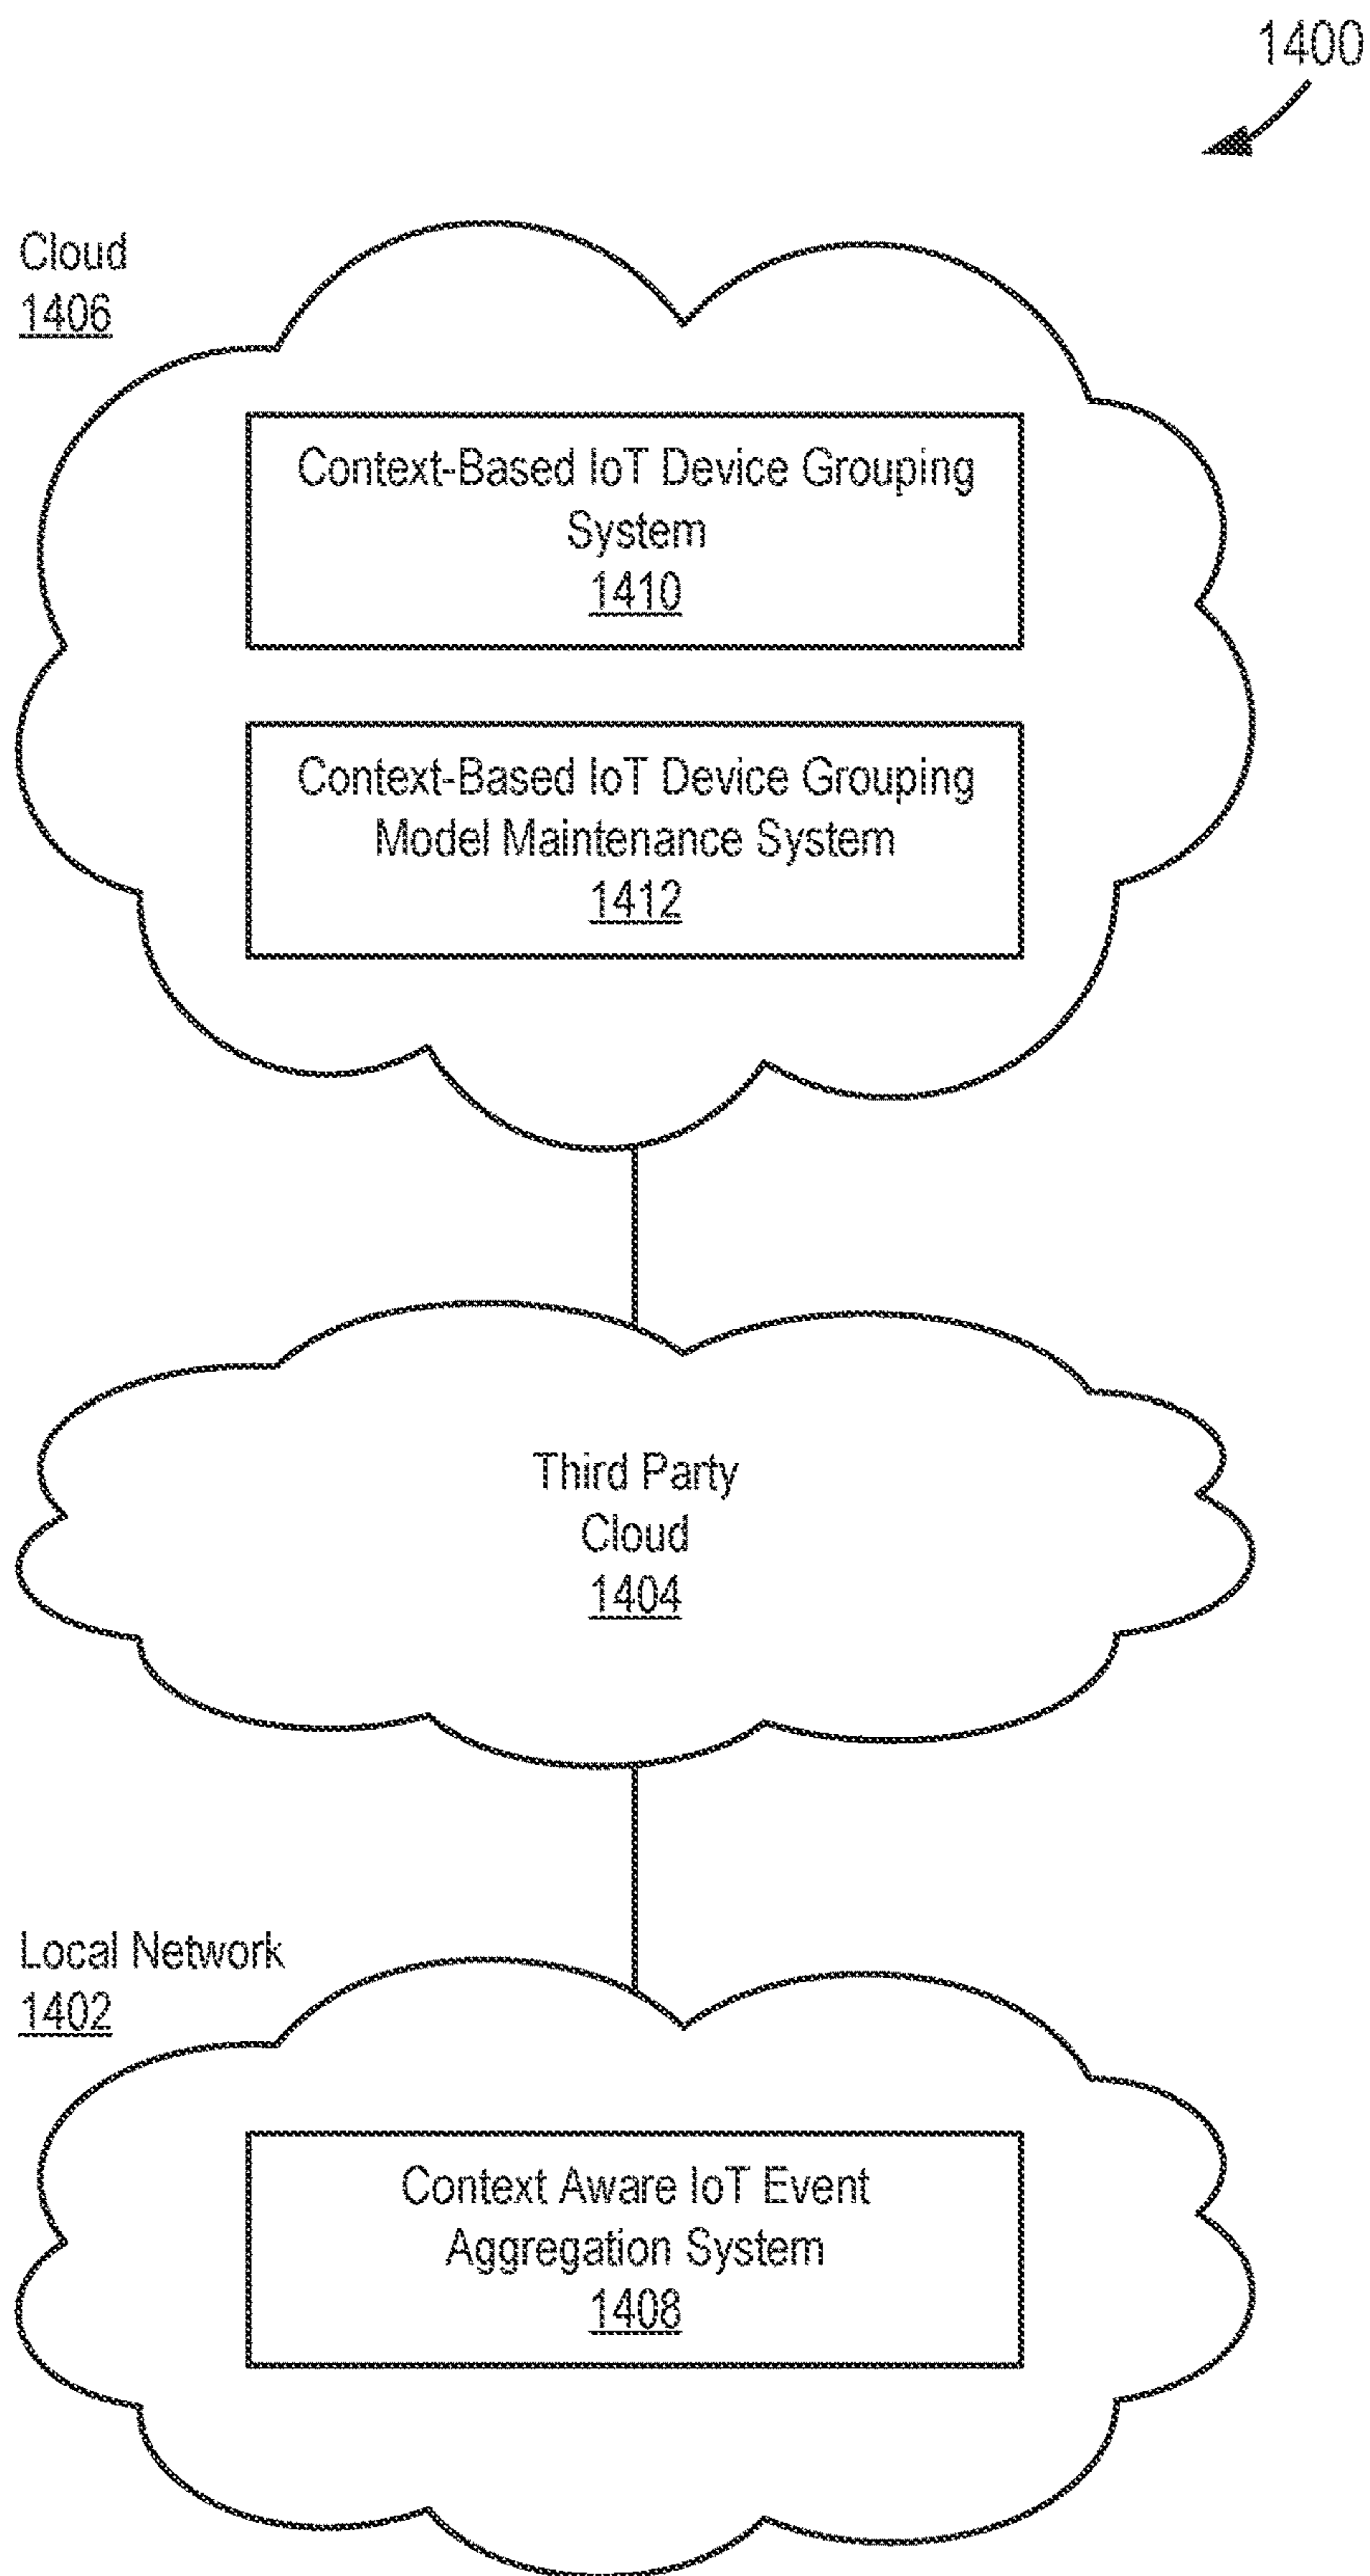 1400
Cloud
1406
Context-Based IoT Device Grouping
System
1410
Context-Based IoT Device Grouping
Model Maintenance System
1412
Third Party
Cloud
1404
Local Network
1402
Context Aware IoT Event
Aggregation System
1408